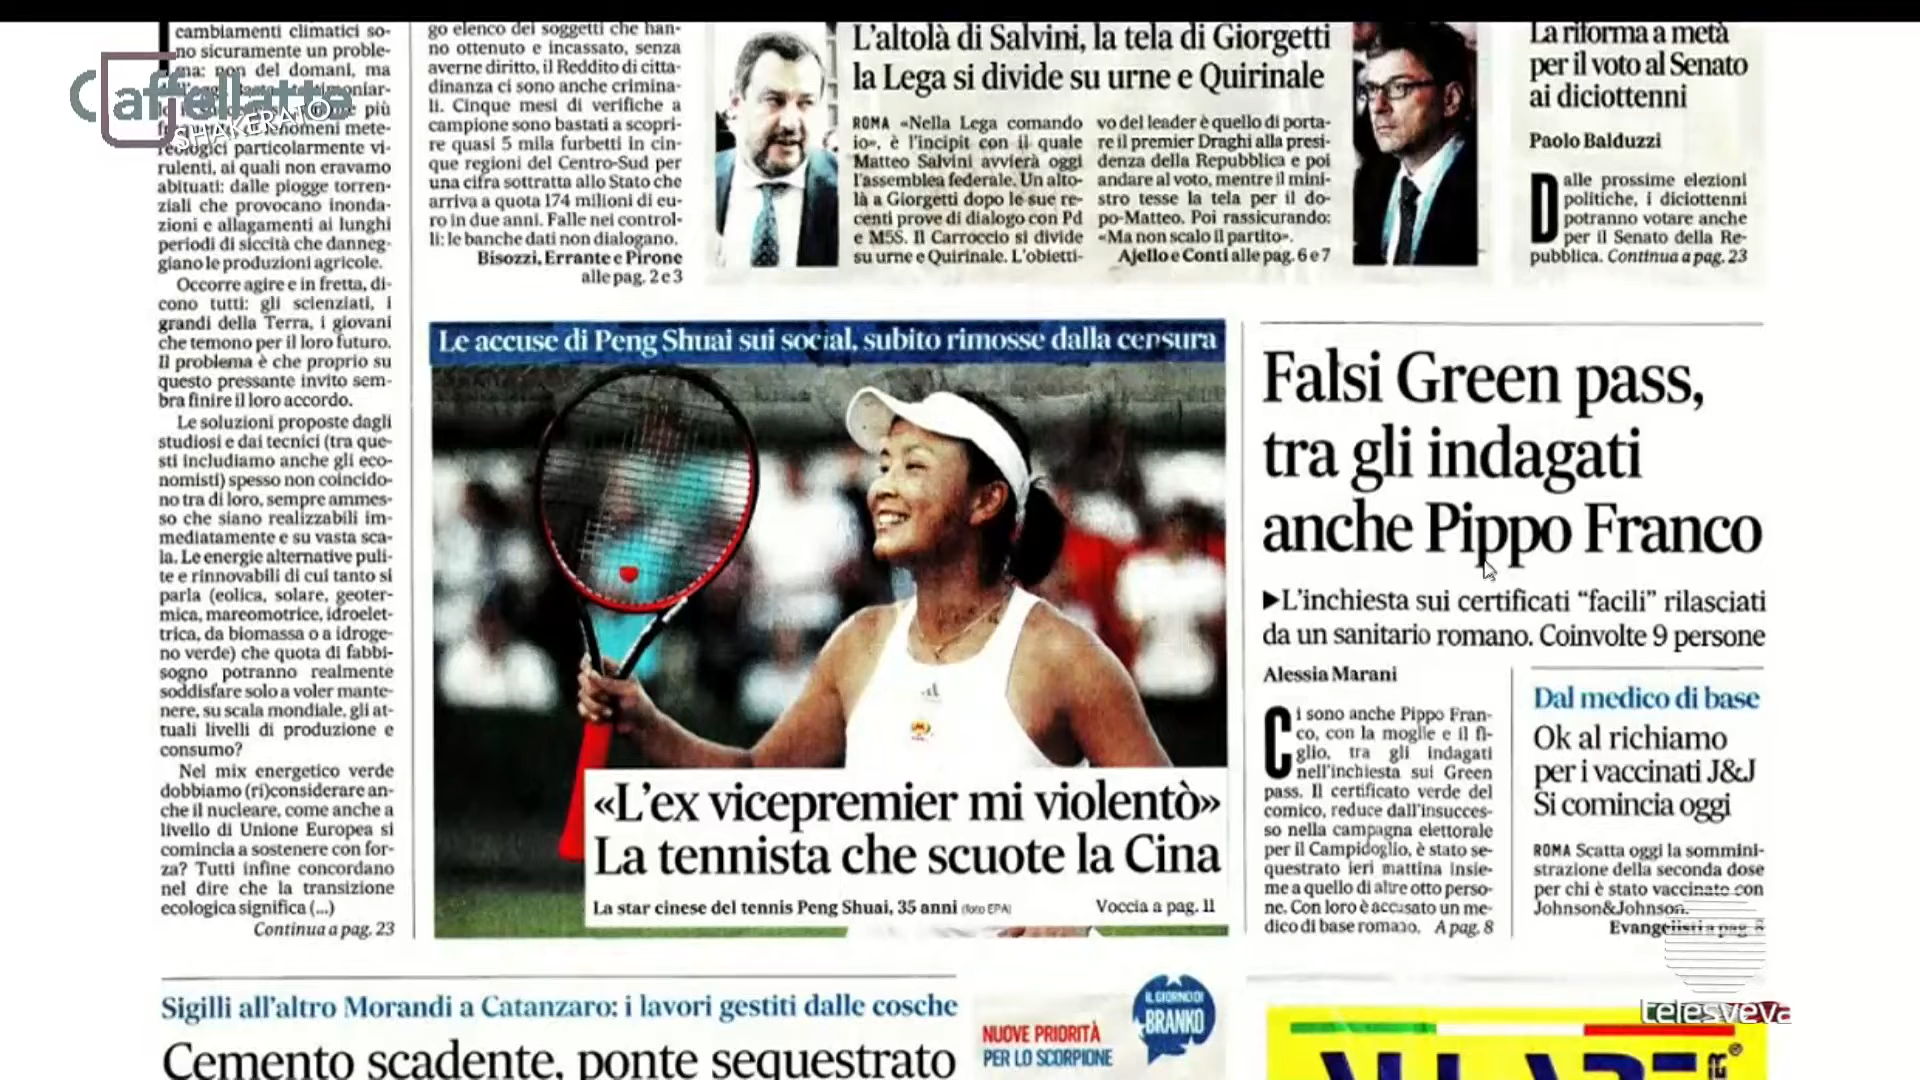 Caffellatte
SHAKERATO
cambiamenti climatici so-
no sicuramente un proble-
ma: non del domani, ma
più
nomeni mete-
reologici particolarmente vi-
rulenti, ai quali non eravamo
abituati: dalle piogge torren-
ziali che provocano inonda-
zioni e allagamenti ai lunghi
periodi di siccità che danneg-
giano le produzioni agricole.
Occorre agire e in fretta, di-
cono tutti: gli scienziati, i
grandi della Terra, i giovani
che temono per il loro futuro.
Il problema è che proprio su
questo pressante invito sem-
bra finire il loro accordo.
Le soluzioni proposte dagli
studiosi e dai tecnici (tra que-
sti includiamo anche gli eco-
nomisti) spesso non coincido-
no tra di loro, sempre ammes-
so che siano realizzabili im-
mediatamente e su vasta sca-
la. Le energie alternative puli-
te e rinnovabili di cui tanto si
parla (eolica, solare, geoter-
mica, mareomotrice, idroelet-
trica, da biomassa o a idroge-
no verde) che quota di fabbi-
sogno potranno realmente
soddisfare solo a voler mante-
nere, su scala mondiale, gli at-
tuali livelli di produzione e
consumo?
Nel mix energetico verde
dobbiamo (ri)considerare an-
che il nucleare, come anche a
livello di Unione Europea si
comincia a sostenere con for-
za? Tutti infine concordano
nel dire che la transizione
ecologica significa (...)
Continua a pag. 23
go elenco dei soggetti che han-
no ottenuto e incassato, senza
averne diritto, il Reddito di citta-
dinanza ci sono anche crimina-
li. Cinque mesi di verifiche a
campione sono bastati a scopri-
re quasi 5 mila furbetti in cin-
que regioni del Centro-Sud per
una cifra sottratta allo Stato che
arriva a quota 174 milioni di eu-
ro in due anni. Falle nei control-
li: le banche dati non dialogano.
Bisozzi, Errante e Pirone
alle pag. 2 e 3
L'altolà di Salvini, la tela di Giorgetti
la Lega si divide su urne e Quirinale
ROMA «Nella Lega comando
io», è l'incipit con il quale
Matteo Salvini avvierà oggi
l'assemblea federale. Un alto-
là a Giorgetti dopo le sue re-
centi prove di dialogo con Pd
e M5S. Il Carroccio si divide
su urne e Quirinale. L'obietti-
vo del leader è quello di porta-
re il premier Draghi alla presi-
denza della Repubblica e poi
andare al voto, mentre il mini-
stro tesse la tela per il do-
po-Matteo. Poi rassicurando:
«Ma non scalo il partito».
Ajello e Conti alle pag. 6 e 7
La riforma a metà
per il voto al Senato
ai diciottenni
Paolo Balduzzi
Dalle prossime elezioni
politiche, i diciottenni
potranno votare anche
per il Senato della Re-
pubblica. Continua a pag. 23
Le accuse di Peng Shuai sui social, subito rimosse dalla censura
«L'ex vicepremier mi violentò»
La tennista che scuote la Cina
La star cinese del tennis Peng Shuai, 35 anni (foto EPA)
Voccia a pag. 11
Falsi Green pass,
tra gli indagati
anche Pippo Franco
►L'inchiesta sui certificati “facili” rilasciati
da un sanitario romano. Coinvolte 9 persone
Alessia Marani
Ci sono anche Pippo Fran-
co, con la moglie e il fi-
glio, tra gli indagati
nell'inchiesta sui Green
pass. Il certificato verde del
comico, reduce dall'insucces-
so nella campagna elettorale
per il Campidoglio, è stato se-
questrato ieri mattina insie-
me a quello di altre otto perso-
ne. Con loro è accusato un me-
dico di base romano. A pag. 8
Dal medico di base
Ok al richiamo
per i vaccinati J&J
Si comincia oggi
ROMA Scatta oggi la sommini-
strazione della seconda dose
per chi è stato vaccinato con
Johnson&Johnson.
Evangelisti a pag. 8
Sigilli all'altro Morandi a Catanzaro: i lavori gestiti dalle cosche
Cemento scadente, ponte sequestrato
IL GIORNO DI
BRANKO
NUOVE PRIORITÀ
PER LO SCORPIONE
telesveva